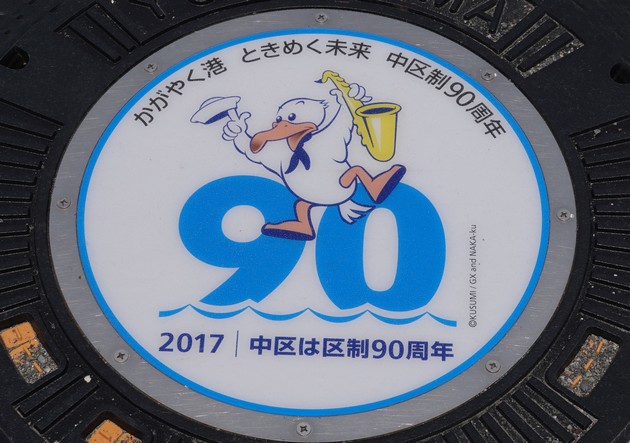 かがやく港 ときめく未来 中区制90周年
90
©KUSUMI / GX and NAKA-ku
2017 | 中区は区制90周年